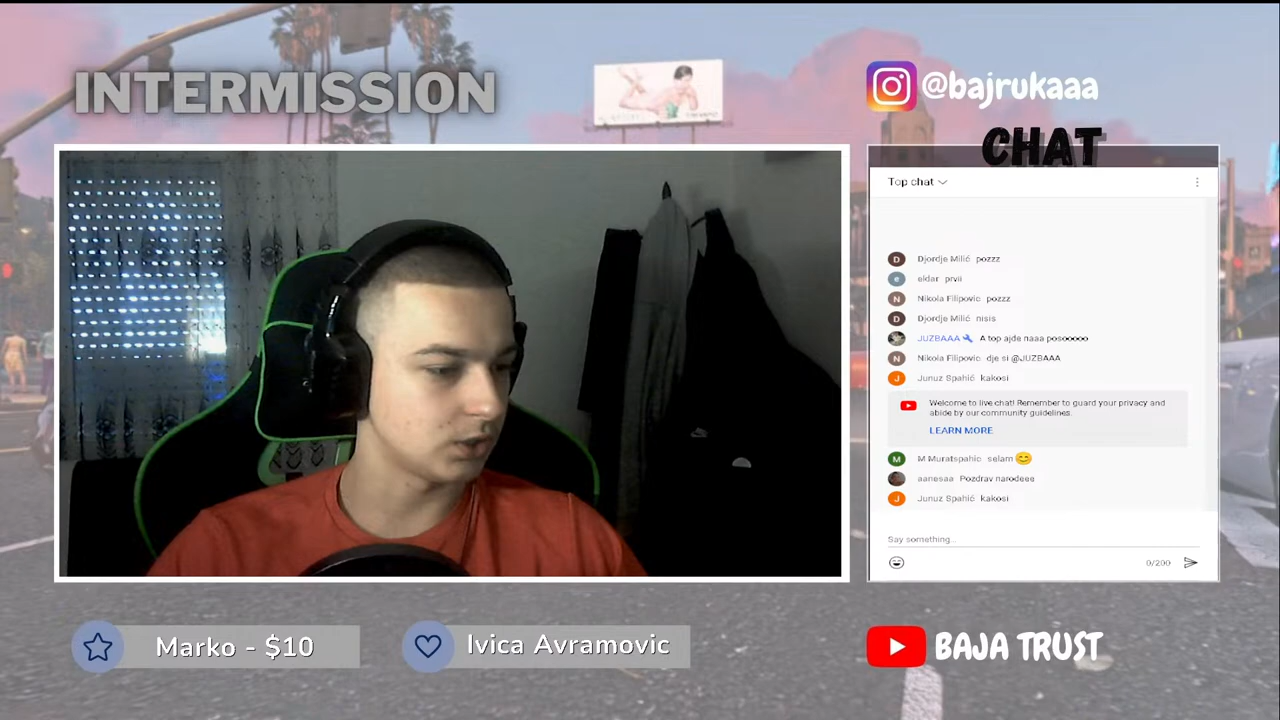 INTERMISSION
@bajrukaaa
CHAT
Top chat
D Djordje Milić pozzz
e eldar prvii
N Nikola Filipovic pozzz
D Djordje Milić nisis
JUZBAAA A top ajde naaa posooooo
N Nikola Filipovic dje si @JUZBAAA
J Junuz Spahić kakosi
Welcome to live chat! Remember to guard your privacy and
abide by our community guidelines.
LEARN MORE
M M Muratspahic selam 😊
aanesaa Pozdrav narodeee
J Junuz Spahić kakosi
Say something...
0/200
Marko - $10
Ivica Avramovic
BAJA TRUST